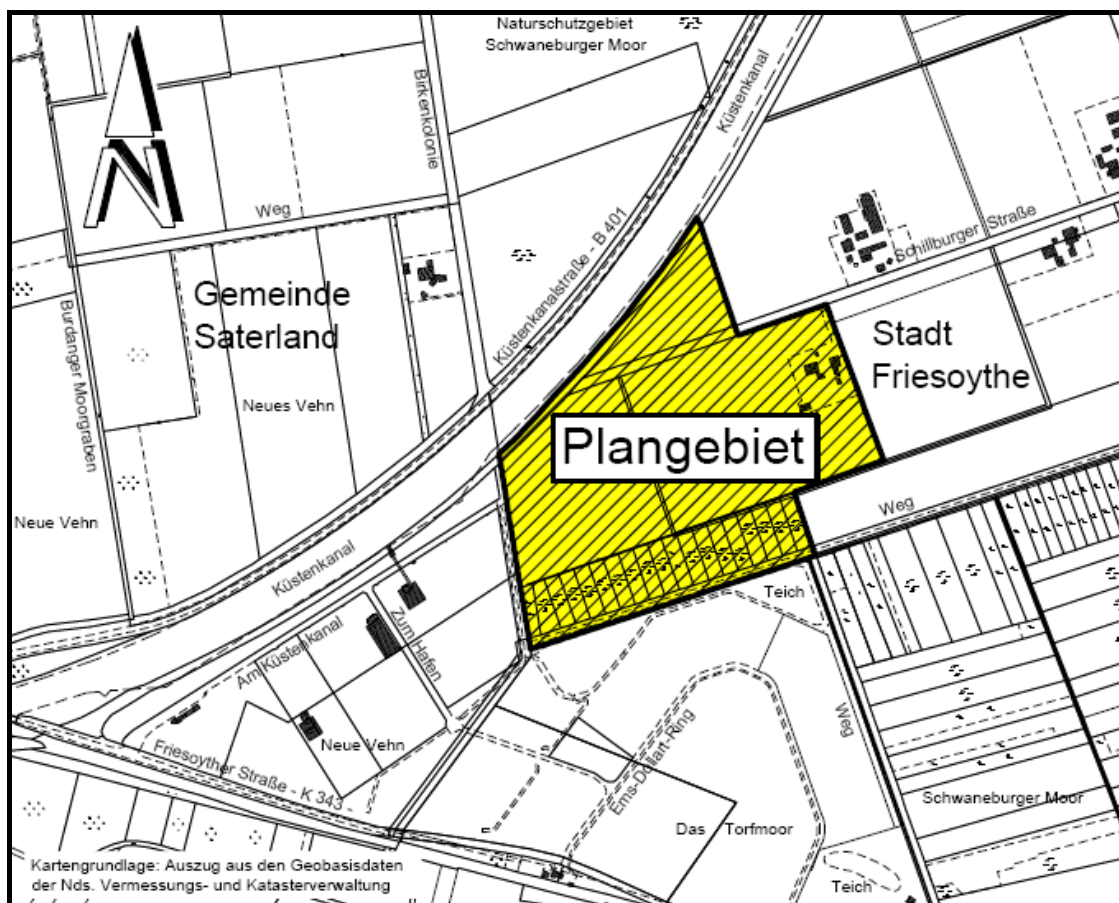 Naturschutzgebiet
Schwaneburger Moor
Küstenkanal
Birkenkolonie
Weg
N
Küstenkanalstraße - B 401
Schillburger Straße
Gemeinde
Saterland
Burdanger Moorgraben
Neues Vehn
Stadt
Friesoythe
Plangebiet
Neue Vehn
Weg
Küstenkanal
Teich
Am Küstenkanal
Zum Hafen
Weg
Neue Vehn
Ems-Dollart-Ring
Friesoyther Straße - K 343 -
Schwaneburger Moor
Das Torfmoor
Kartengrundlage: Auszug aus den Geobasisdaten
der Nds. Vermessungs- und Katasterverwaltung
Teich